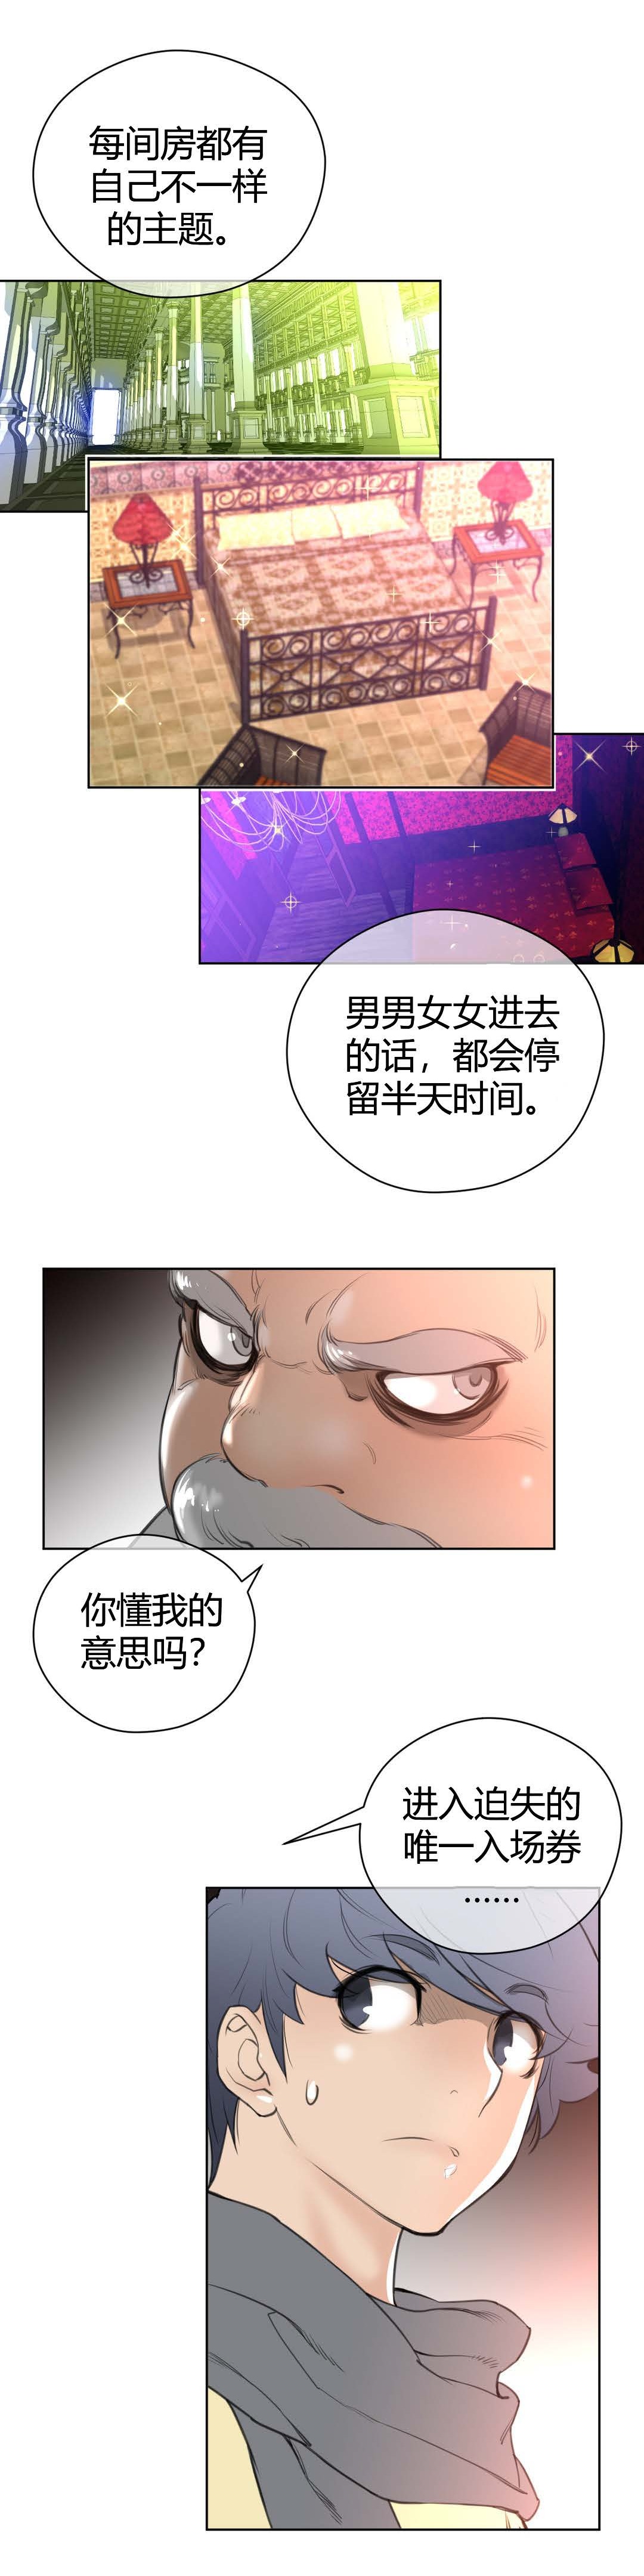 每间房都有
自己不一样
的主题。
男男女女进去
的话，都会停
留半天时间。
你懂我的
意思吗？
进入迫失的
唯一入场券
……